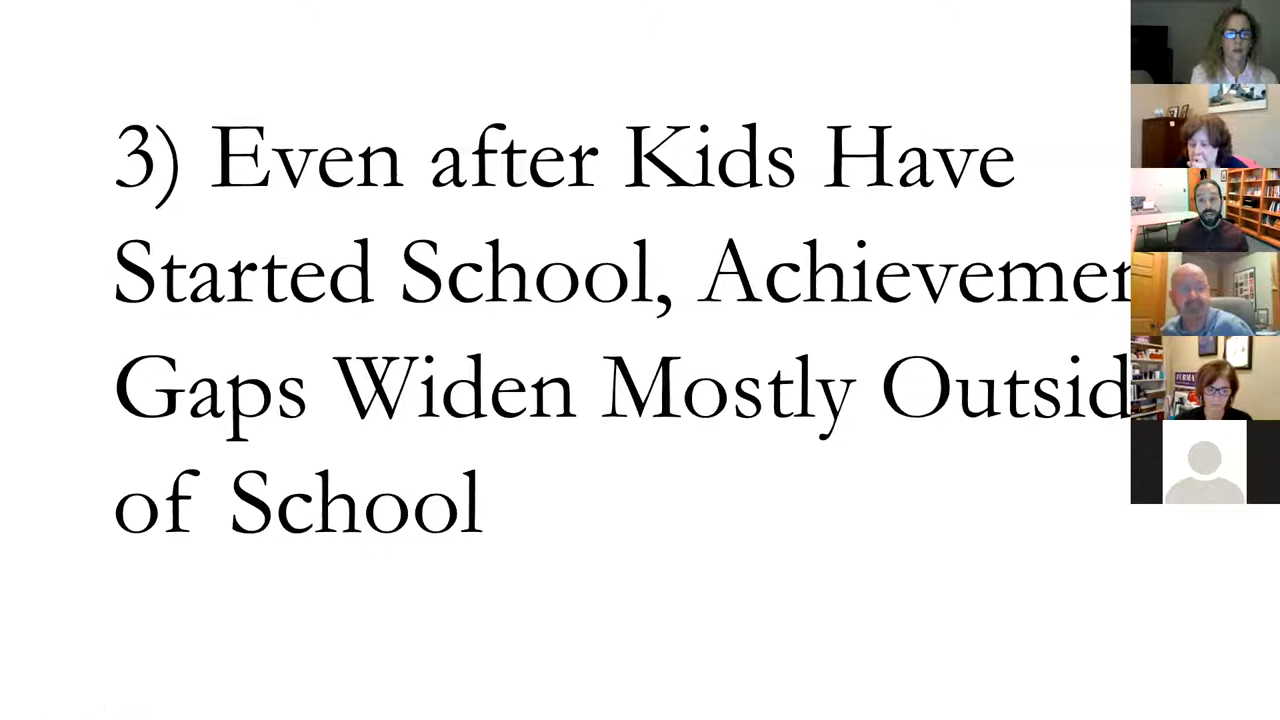 3) Even after Kids Have
Started School, Achievemen
Gaps Widen Mostly Outsid
of School